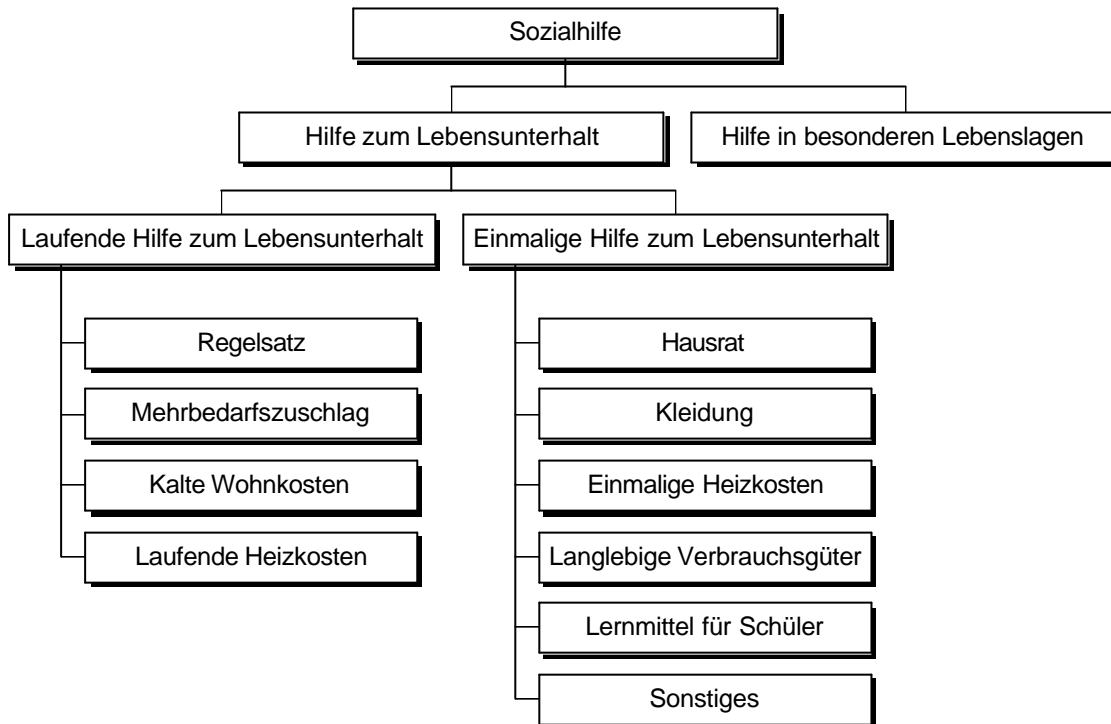 Sozialhilfe
Hilfe zum Lebensunterhalt
Hilfe in besonderen Lebenslagen
Laufende Hilfe zum Lebensunterhalt
Einmalige Hilfe zum Lebensunterhalt
Regelsatz
Mehrbedarfszuschlag
Kalte Wohnkosten
Laufende Heizkosten
Hausrat
Kleidung
Einmalige Heizkosten
Langlebige Verbrauchsgüter
Lernmittel für Schüler
Sonstiges